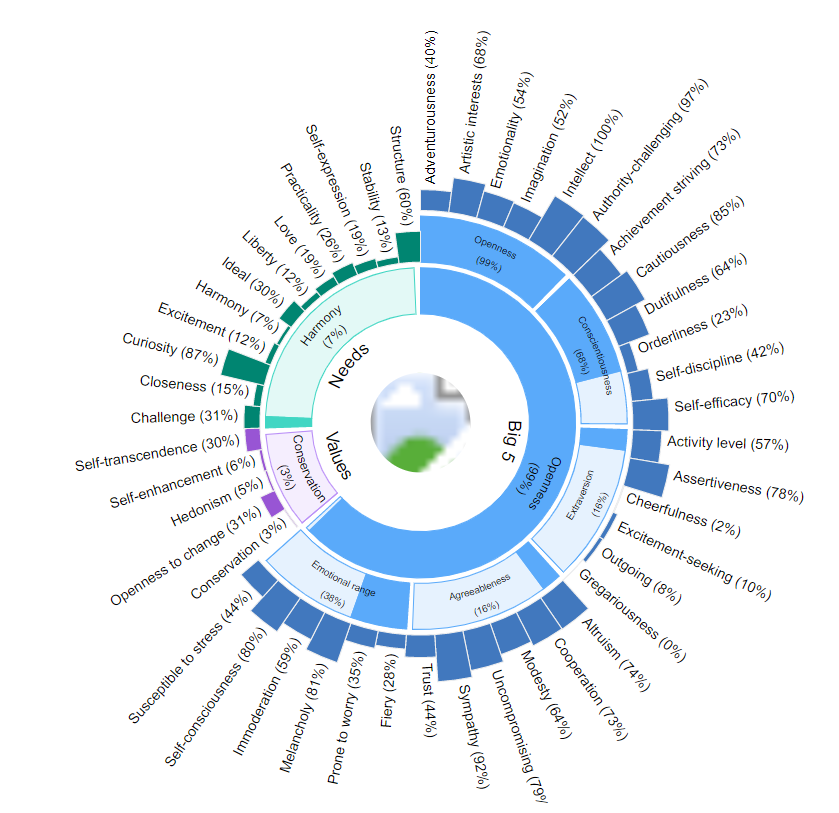 Adventurousness (40%)
Artistic interests (68%)
Emotionality (54%)
Imagination (52%)
Intellect (100%)
Authority-challenging (97%)
Achievement striving (73%)
Cautiousness (85%)
Dutifulness (64%)
Orderliness (23%)
Self-discipline (42%)
Self-efficacy (70%)
Activity level (57%)
Assertiveness (78%)
Cheerfulness (2%)
Excitement-seeking (10%)
Outgoing (8%)
Gregariousness (0%)
Altruism (74%)
Cooperation (73%)
Modesty (64%)
Uncompromising (79%
Sympathy (92%)
Trust (44%)
Fiery (28%)
Prone to worry (35%)
Melancholy (81%)
Immoderation (59%)
Self-consciousness (80%)
Susceptible to stress (44%)
Conservation (3%)
Openness to change (31%)
Hedonism (5%)
Self-enhancement (6%)
Self-transcendence (30%)
Challenge (31%)
Closeness (15%)
Curiosity (87%)
Excitement (12%)
Harmony (7%)
Ideal (30%)
Liberty (12%)
Love (19%)
Practicality (26%)
Self-expression (19%)
Stability (13%)
Structure (60%)
Openness
(99%)
Conscientiousness
(68%)
Extraversion
(16%)
Agreeableness
(16%)
Emotional range
(38%)
Conservation
(3%)
Harmony
(7%)
Openness
(99%)
Big 5
Values
Needs